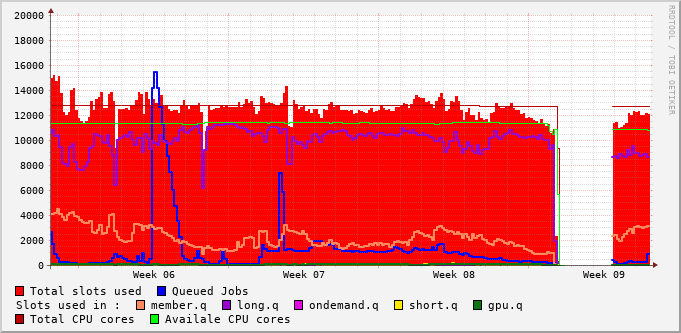 20000
18000
16000
14000
12000
10000
8000
6000
4000
2000
0
Week 06 Week 07 Week 08 Week 09
RRDTOOL / TOBI OETIKER
Total slots used Queued Jobs
Slots used in : member.q long.q ondemand.q short.q gpu.q
Total CPU cores Availale CPU cores